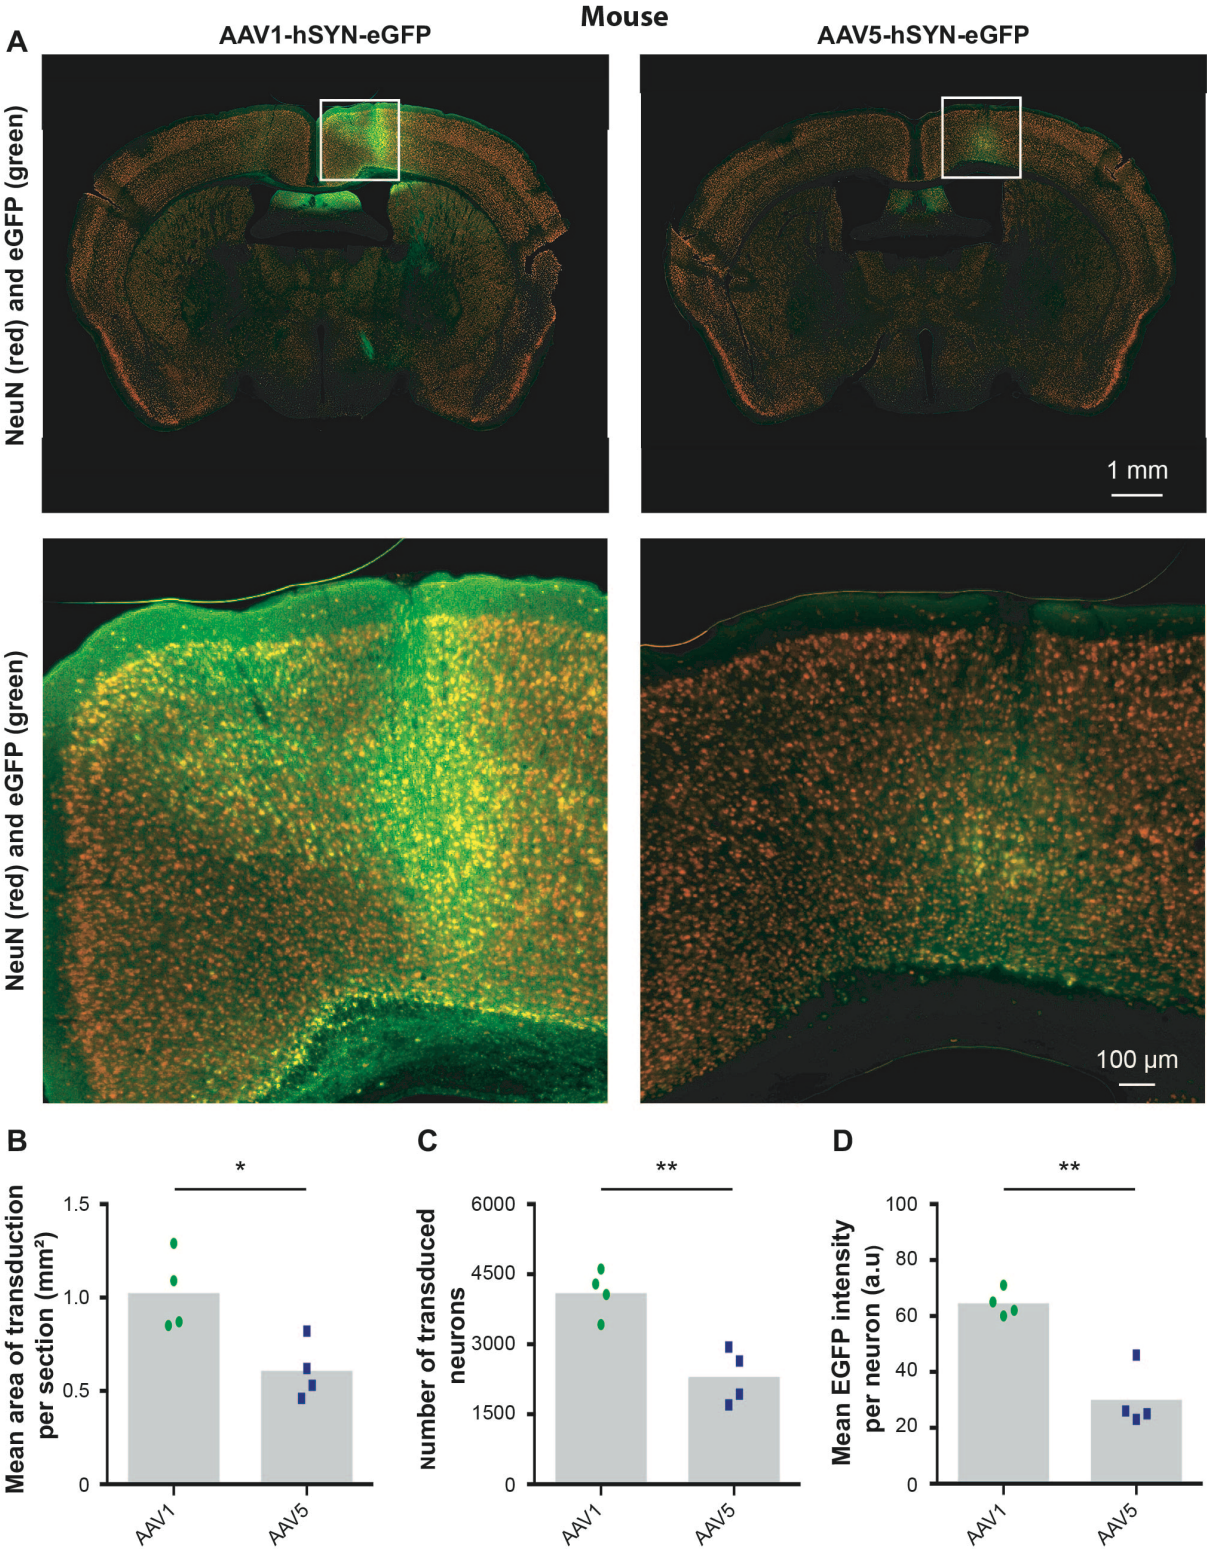 Mouse
A
AAV1-hSYN-eGFP
AAV5-hSYN-eGFP
NeuN (red) and eGFP (green)
1 mm
NeuN (red) and eGFP (green)
100 µm
B
*
Mean area of transduction
per section (mm²)
1.5
1.0
0.5
0
AAV1
AAV5
C
**
Number of transduced
neurons
6000
4500
3000
1500
0
AAV1
AAV5
D
**
Mean EGFP intensity
per neuron (a.u)
100
80
60
40
20
0
AAV1
AAV5